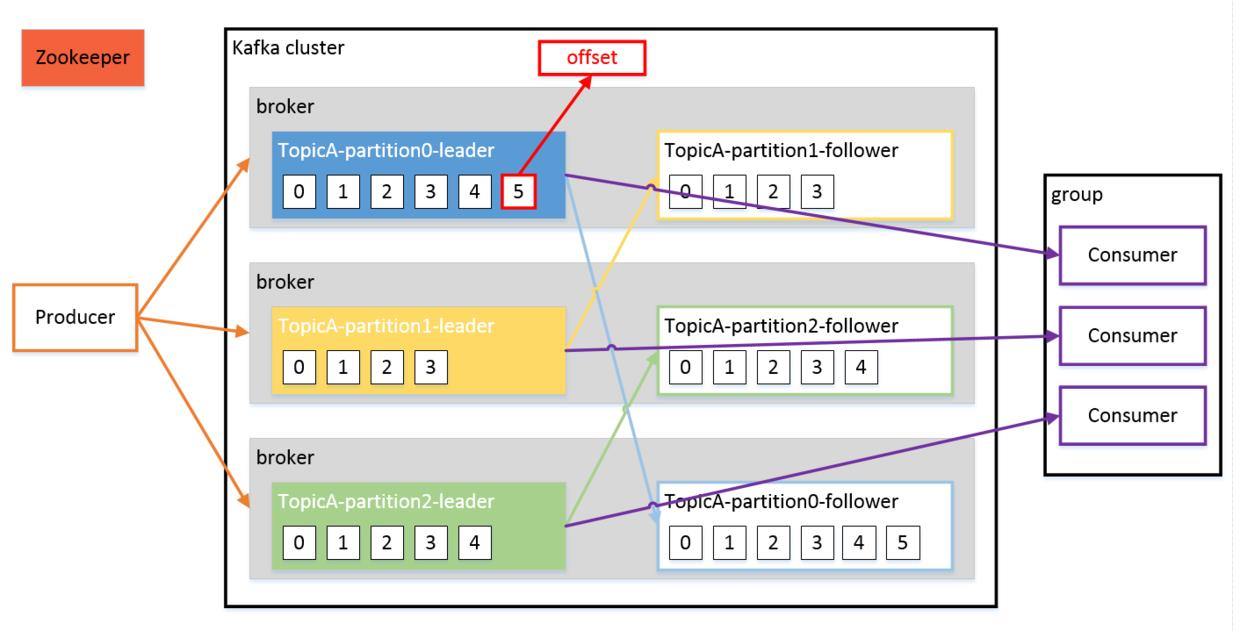 Zookeeper
Kafka cluster
offset
broker
TopicA-partition0-leader
0 1 2 3 4 5
TopicA-partition1-follower
0 1 2 3
broker
TopicA-partition1-leader
0 1 2 3
TopicA-partition2-follower
0 1 2 3 4
broker
TopicA-partition2-leader
0 1 2 3 4
TopicA-partition0-follower
0 1 2 3 4 5
Producer
group
Consumer
Consumer
Consumer